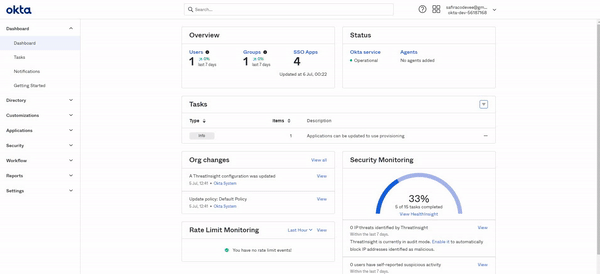 okta
Search...
okta-dev-56187168
Dashboard
Dashboard
Tasks
Notifications
Getting Started
Directory
Customizations
Applications
Security
Workflow
Reports
Settings
Overview
Users
1
0%
last 7 days
Groups
1
0%
last 7 days
SSO Apps
4
Updated at 6 Jul, 00:22
Status
Okta service
Operational
Agents
No agents added
Tasks
Type Items Description
1 Applications can be updated to use provisioning
Org changes View all
A ThreatInsight configuration was updated View
5 Jul, 12:41 • Okta System
Update policy: Default Policy View
5 Jul, 12:41 • Okta System
Rate Limit Monitoring Last Hour View
You have no rate limit events!
Security Monitoring
33%
5 of 15 tasks completed
View HealthInsight
0 IP threats identified by ThreatInsight View
Within the last 7 days.
ThreatInsight is currently in audit mode. Enable it to automatically
block IP addresses identified as malicious.
0 users have self-reported suspicious activity View
Within the last 7 days.